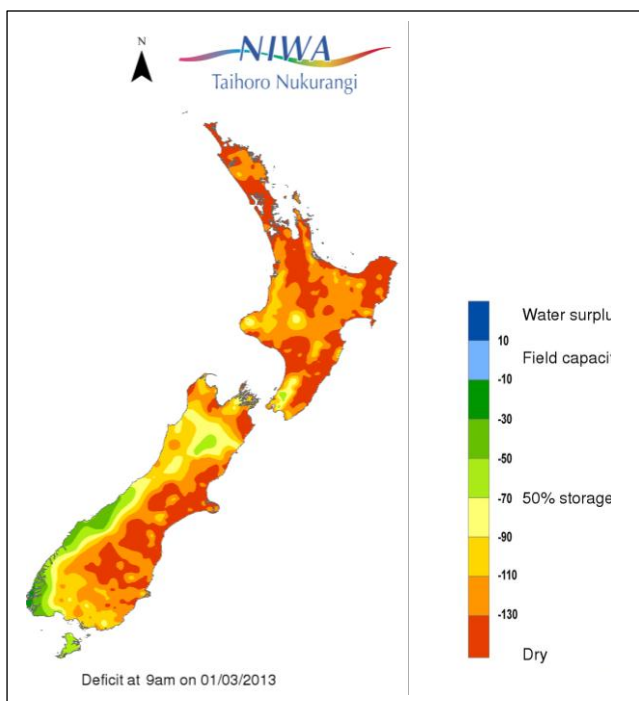 N
NIWA
Taihoro Nukurangi
Water surplu
10
Field capaci
-10
-30
-50
-70
50% storage
-90
-110
-130
Dry
Deficit at 9am on 01/03/2013